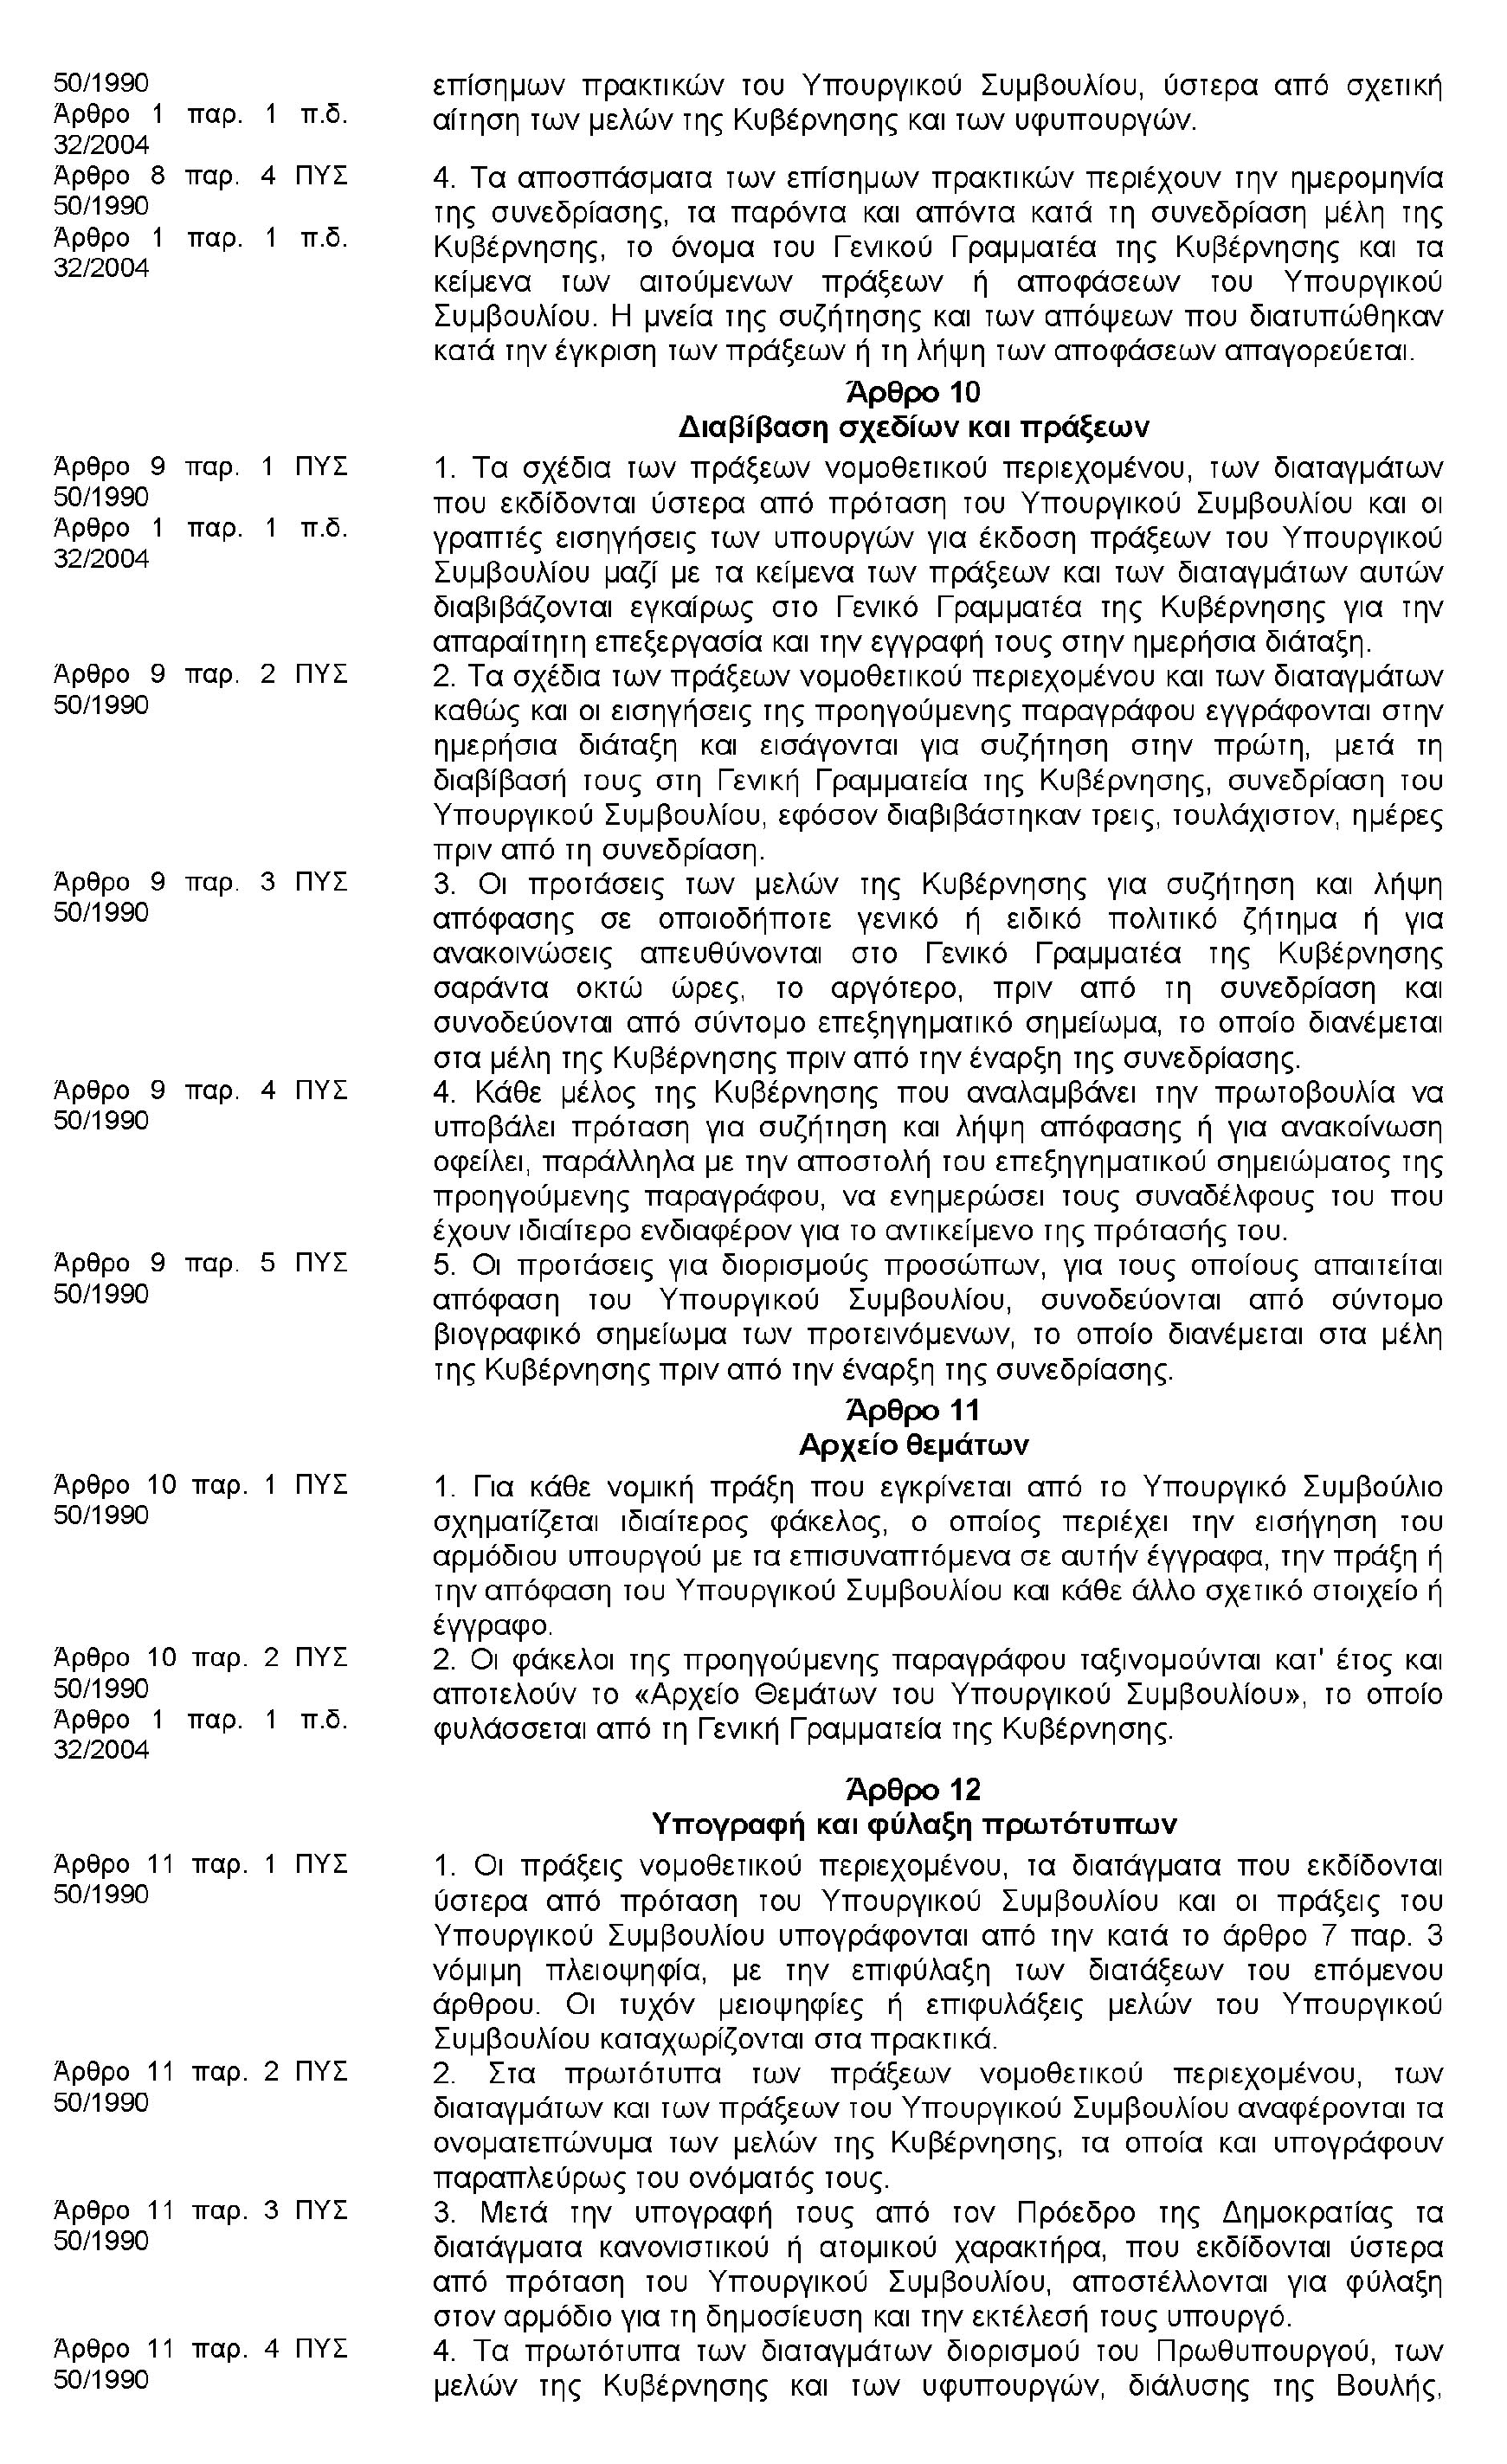 50/1990
Άρθρο 1 παρ. 1 π.δ.
32/2004
επίσημων πρακτικών του Υπουργικού Συμβουλίου, ύστερα από σχετική
αίτηση των μελών της Κυβέρνησης και των υφυπουργών.
Άρθρο 8 παρ. 4 ΠΥΣ
50/1990
Άρθρο 1 παρ. 1 π.δ.
32/2004
4. Τα αποσπάσματα των επίσημων πρακτικών περιέχουν την ημερομηνία
της συνεδρίασης, τα παρόντα και απόντα κατά τη συνεδρίαση μέλη της
Κυβέρνησης, το όνομα του Γενικού Γραμματέα της Κυβέρνησης και τα
κείμενα των αιτούμενων πράξεων ή αποφάσεων του Υπουργικού
Συμβουλίου. Η μνεία της συζήτησης και των απόψεων που διατυπώθηκαν
κατά την έγκριση των πράξεων ή τη λήψη των αποφάσεων απαγορεύεται.
Άρθρο 10
Διαβίβαση σχεδίων και πράξεων
Άρθρο 9 παρ. 1 ΠΥΣ
50/1990
Άρθρο 1 παρ. 1 π.δ.
32/2004
1. Τα σχέδια των πράξεων νομοθετικού περιεχομένου, των διαταγμάτων
που εκδίδονται ύστερα από πρόταση του Υπουργικού Συμβουλίου και οι
γραπτές εισηγήσεις των υπουργών για έκδοση πράξεων του Υπουργικού
Συμβουλίου μαζί με τα κείμενα των πράξεων και των διαταγμάτων αυτών
διαβιβάζονται εγκαίρως στο Γενικό Γραμματέα της Κυβέρνησης για την
απαραίτητη επεξεργασία και την εγγραφή τους στην ημερήσια διάταξη.
Άρθρο 9 παρ. 2 ΠΥΣ
50/1990
2. Τα σχέδια των πράξεων νομοθετικού περιεχομένου και των διαταγμάτων
καθώς και οι εισηγήσεις της προηγούμενης παραγράφου εγγράφονται στην
ημερήσια διάταξη και εισάγονται για συζήτηση στην πρώτη, μετά τη
διαβίβασή τους στη Γενική Γραμματεία της Κυβέρνησης, συνεδρίαση του
Υπουργικού Συμβουλίου, εφόσον διαβιβάστηκαν τρεις, τουλάχιστον, ημέρες
πριν από τη συνεδρίαση.
Άρθρο 9 παρ. 3 ΠΥΣ
50/1990
3. Οι προτάσεις των μελών της Κυβέρνησης για συζήτηση και λήψη
απόφασης σε οποιοδήποτε γενικό ή ειδικό πολιτικό ζήτημα ή για
ανακοινώσεις απευθύνονται στο Γενικό Γραμματέα της Κυβέρνησης
σαράντα οκτώ ώρες, το αργότερο, πριν από τη συνεδρίαση και
συνοδεύονται από σύντομο επεξηγηματικό σημείωμα, το οποίο διανέμεται
στα μέλη της Κυβέρνησης πριν από την έναρξη της συνεδρίασης.
Άρθρο 9 παρ. 4 ΠΥΣ
50/1990
4. Κάθε μέλος της Κυβέρνησης που αναλαμβάνει την πρωτοβουλία να
υποβάλει πρόταση για συζήτηση και λήψη απόφασης ή για ανακοίνωση
οφείλει, παράλληλα με την αποστολή του επεξηγηματικού σημειώματος της
προηγούμενης παραγράφου, να ενημερώσει τους συναδέλφους του που
έχουν ιδιαίτερο ενδιαφέρον για το αντικείμενο της πρότασής του.
Άρθρο 9 παρ. 5 ΠΥΣ
50/1990
5. Οι προτάσεις για διορισμούς προσώπων, για τους οποίους απαιτείται
απόφαση του Υπουργικού Συμβουλίου, συνοδεύονται από σύντομο
βιογραφικό σημείωμα των προτεινόμενων, το οποίο διανέμεται στα μέλη
της Κυβέρνησης πριν από την έναρξη της συνεδρίασης.
Άρθρο 11
Αρχείο θεμάτων
Άρθρο 10 παρ. 1 ΠΥΣ
50/1990
1. Για κάθε νομική πράξη που εγκρίνεται από το Υπουργικό Συμβούλιο
σχηματίζεται ιδιαίτερος φάκελος, ο οποίος περιέχει την εισήγηση του
αρμόδιου υπουργού με τα επισυναπτόμενα σε αυτήν έγγραφα, την πράξη ή
την απόφαση του Υπουργικού Συμβουλίου και κάθε άλλο σχετικό στοιχείο ή
έγγραφο.
Άρθρο 10 παρ. 2 ΠΥΣ
50/1990
Άρθρο 1 παρ. 1 π.δ.
32/2004
2. Οι φάκελοι της προηγούμενης παραγράφου ταξινομούνται κατ' έτος και
αποτελούν το «Αρχείο Θεμάτων του Υπουργικού Συμβουλίου», το οποίο
φυλάσσεται από τη Γενική Γραμματεία της Κυβέρνησης.
Άρθρο 12
Υπογραφή και φύλαξη πρωτότυπων
Άρθρο 11 παρ. 1 ΠΥΣ
50/1990
1. Οι πράξεις νομοθετικού περιεχομένου, τα διατάγματα που εκδίδονται
ύστερα από πρόταση του Υπουργικού Συμβουλίου και οι πράξεις του
Υπουργικού Συμβουλίου υπογράφονται από την κατά το άρθρο 7 παρ. 3
νόμιμη πλειοψηφία, με την επιφύλαξη των διατάξεων του επόμενου
άρθρου. Οι τυχόν μειοψηφίες ή επιφυλάξεις μελών του Υπουργικού
Συμβουλίου καταχωρίζονται στα πρακτικά.
Άρθρο 11 παρ. 2 ΠΥΣ
50/1990
2. Στα πρωτότυπα των πράξεων νομοθετικού περιεχομένου, των
διαταγμάτων και των πράξεων του Υπουργικού Συμβουλίου αναφέρονται τα
ονοματεπώνυμα των μελών της Κυβέρνησης, τα οποία και υπογράφουν
παραπλεύρως του ονόματός τους.
Άρθρο 11 παρ. 3 ΠΥΣ
50/1990
3. Μετά την υπογραφή τους από τον Πρόεδρο της Δημοκρατίας τα
διατάγματα κανονιστικού ή ατομικού χαρακτήρα, που εκδίδονται ύστερα
από πρόταση του Υπουργικού Συμβουλίου, αποστέλλονται για φύλαξη
στον αρμόδιο για τη δημοσίευση και την εκτέλεσή τους υπουργό.
Άρθρο 11 παρ. 4 ΠΥΣ
50/1990
4. Τα πρωτότυπα των διαταγμάτων διορισμού του Πρωθυπουργού, των
μελών της Κυβέρνησης και των υφυπουργών, διάλυσης της Βουλής,